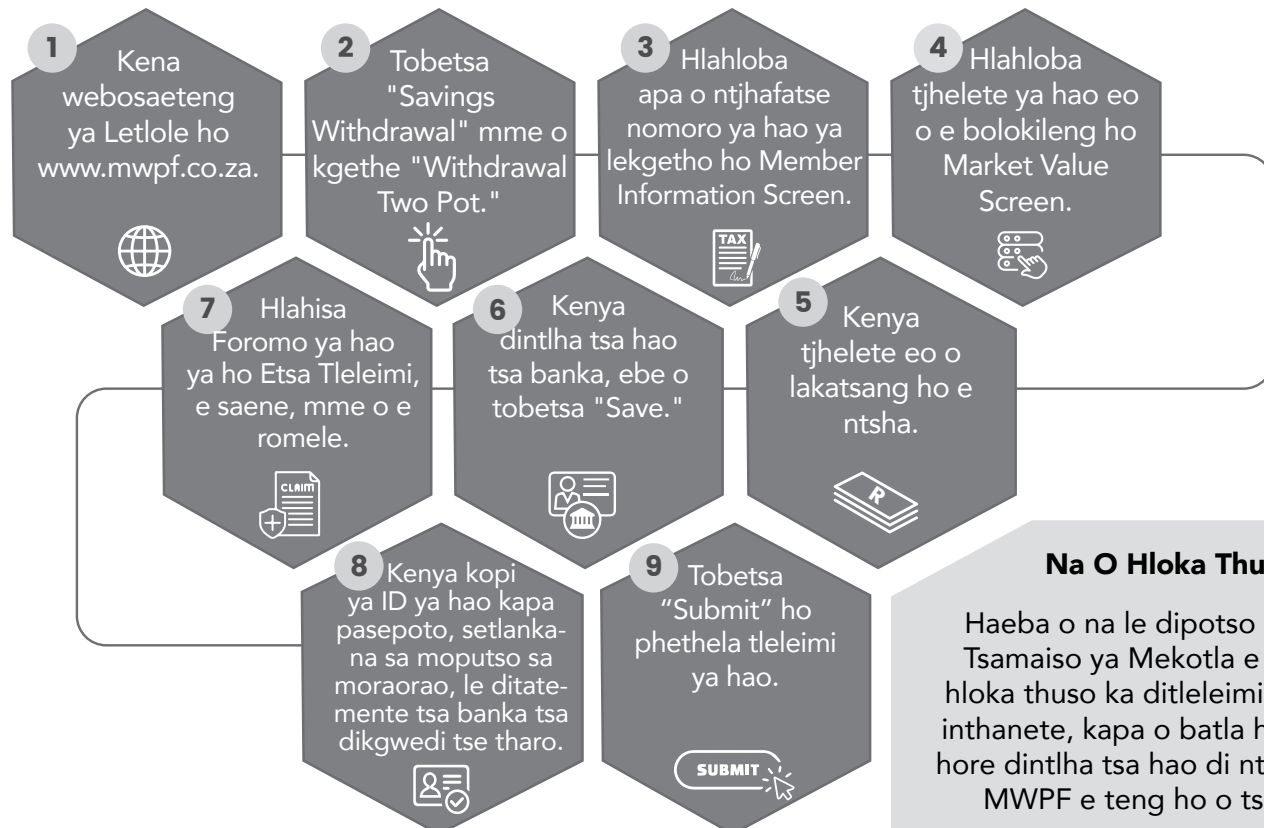 1
Kena
webosaeteng
ya Letlole ho
www.mwpf.co.za.
2
Tobetsa
"Savings
Withdrawal" mme o
kgethe "Withdrawal
Two Pot."
3
Hlahloba
apa o ntjhafatse
nomoro ya hao ya
lekgetho ho Member
Information Screen.
TAX
4
Hlahloba
tjhelete ya hao eo
o e bolokileng ho
Market Value
Screen.
5
Kenya
tjhelete eo o
lakatsang ho e
ntsha.
R
6
Kenya
dintlha tsa hao
tsa banka, ebe o
tobetsa "Save."
7
Hlahisa
Foromo ya hao
ya ho Etsa Tleleimi,
e saene, mme o e
romele.
CLAIM
8
Kenya kopi
ya ID ya hao kapa
pasepoto, setlanka-
na sa moputso sa
moraorao, le ditate-
mente tsa banka tsa
dikgwedi tse tharo.
9
Tobetsa
“Submit” ho
phethela tleleimi
ya hao.
SUBMIT
Na O Hloka
Haeba o na le dipotso
Tsamaiso ya Mekotla e
hloka thuso ka ditleleimi
inthanete, kapa o batla
hore dintlha tsa hao di
MWPF e teng ho o